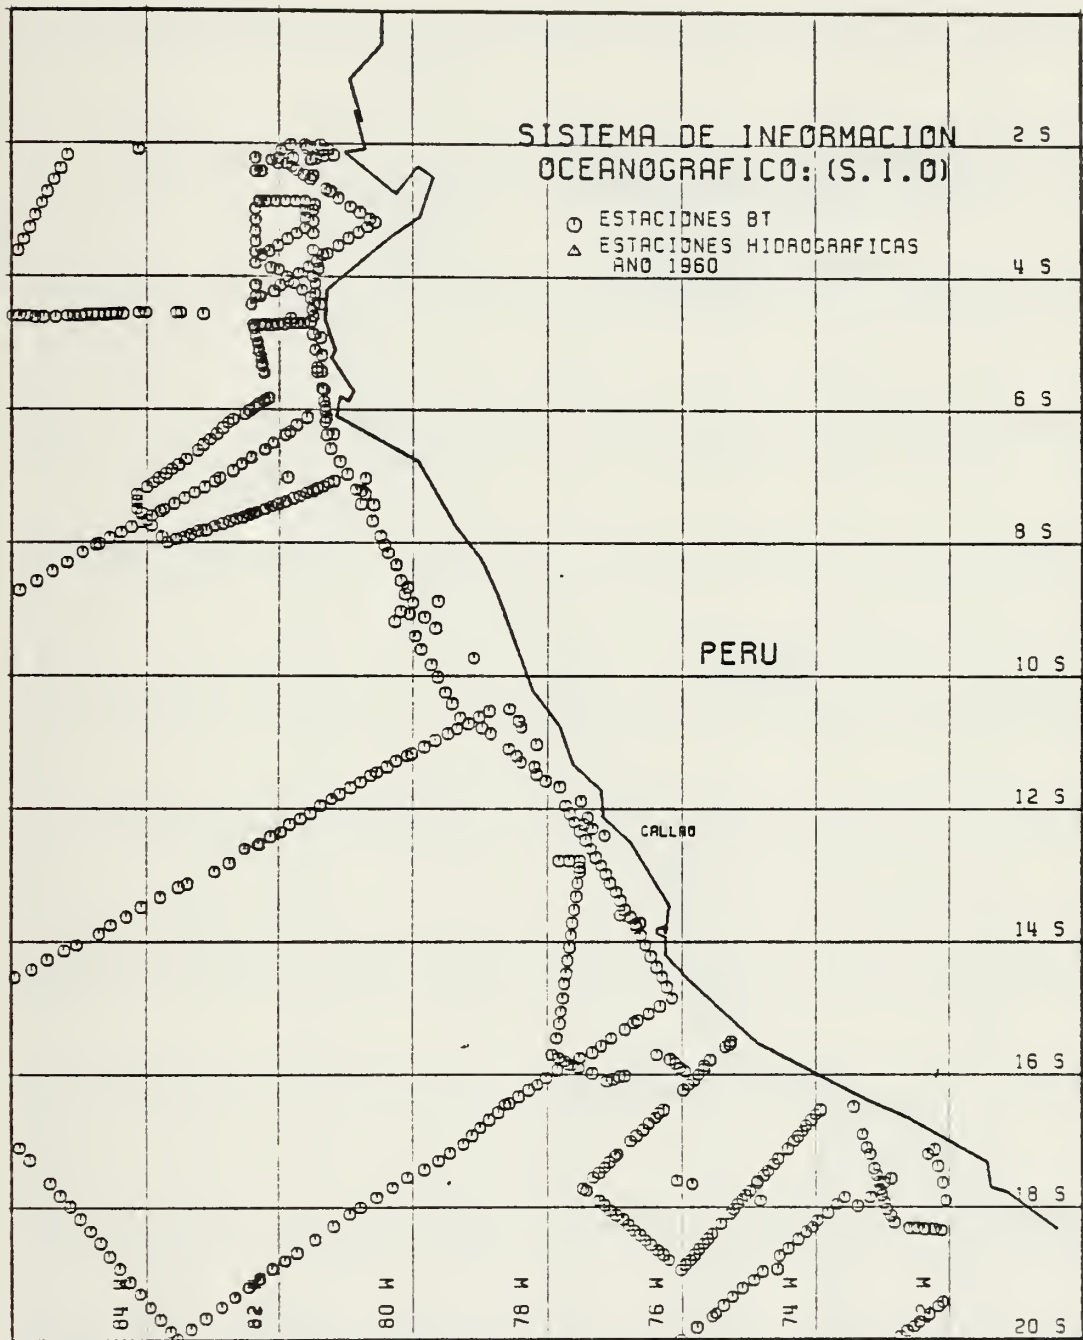 SISTEMA DE INFORMACION
OCEANOGRAFICO: (S.I.O)
ESTACIONES BT
ESTACIONES HIDROGRAFICAS
ANO 1960
2 S
4 S
6 S
8 S
PERU
10 S
12 S
CALLAO
14 S
16 S
18 S
84 W
82 W
80 W
78 W
76 W
74 W
72 W
20 S